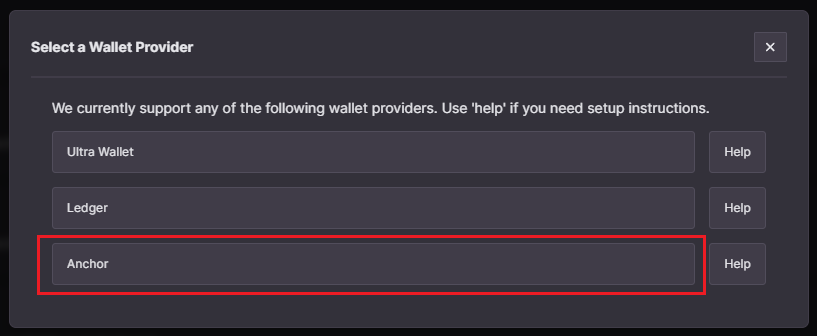 Select a Wallet Provider
We currently support any of the following wallet providers. Use 'help' if you need setup instructions.
Ultra Wallet Help
Ledger Help
Anchor Help